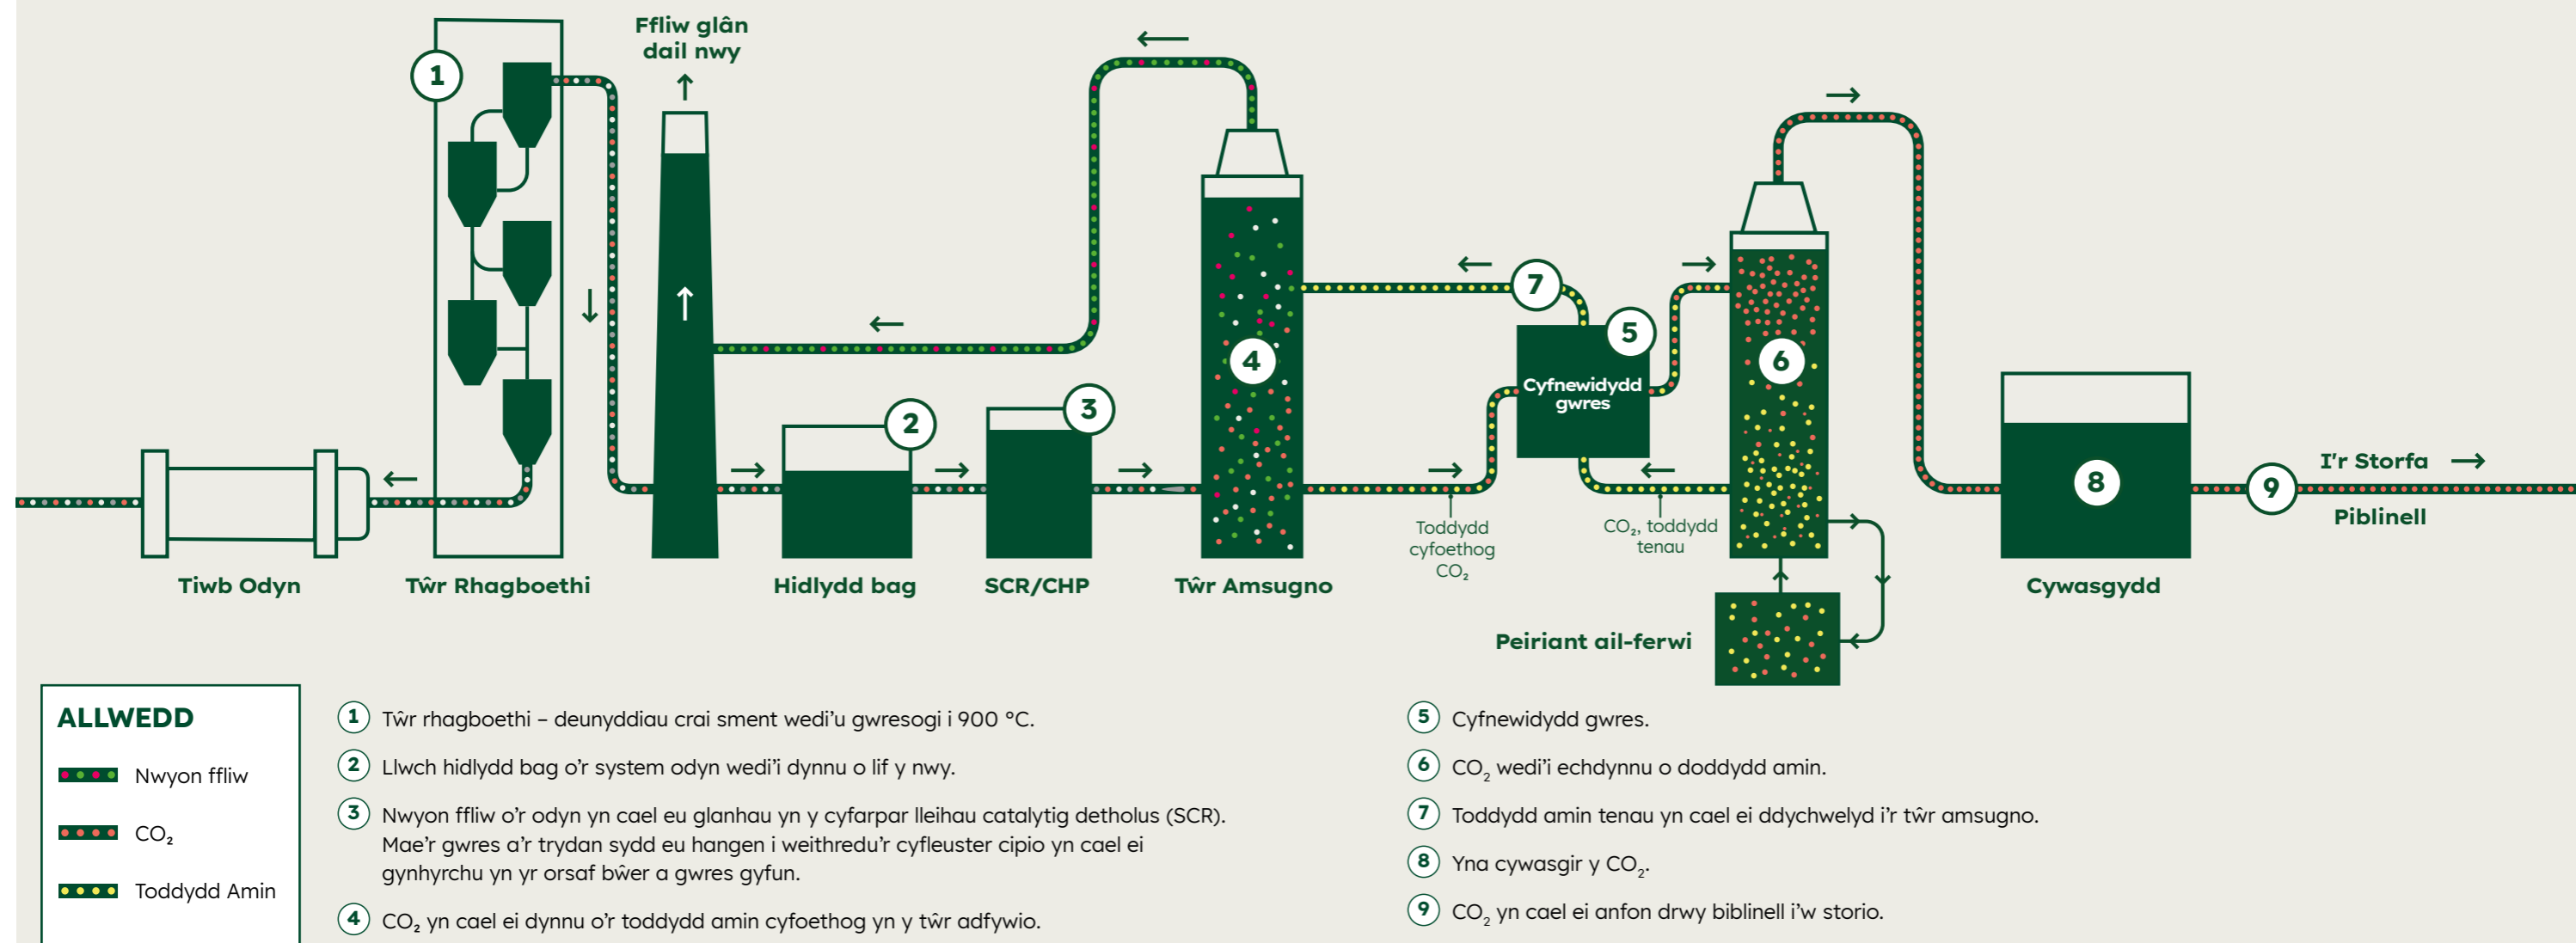 Ffliw glân
dail nwy
1
2
3
4
7
5
Cyfnewidydd
gwres
6
8
9
I'r Storfa
Piblinell
Toddydd
cyfoethog
CO₂
CO₂, toddydd
tenau
Tiwb Odyn
Tŵr Rhagboethi
Hidlydd bag
SCR/CHP
Tŵr Amsugno
Cywasgydd
Peiriant ail-ferwi
ALLWEDD
Nwyon ffliw
CO₂
Toddydd Amin
1 Tŵr rhagboethi – deunyddiau crai sment wedi’u gwresogi i 900 °C.
2 Llwch hidlydd bag o’r system odyn wedi’i dynnu o lif y nwy.
3 Nwyon ffliw o’r odyn yn cael eu glanhau yn y cyfarpar lleihau catalytig detholus (SCR).
Mae’r gwres a’r trydan sydd eu hangen i weithredu’r cyfleuster cipio yn cael ei
gynhyrchu yn yr orsaf bŵer a gwres gyfun.
4 CO₂ yn cael ei dynnu o’r toddydd amin cyfoethog yn y tŵr adfywio.
5 Cyfnewidydd gwres.
6 CO₂ wedi’i echdynnu o doddydd amin.
7 Toddydd amin tenau yn cael ei ddychwelyd i’r tŵr amsugno.
8 Yna cywasgir y CO₂.
9 CO₂ yn cael ei anfon drwy biblinell i’w storio.